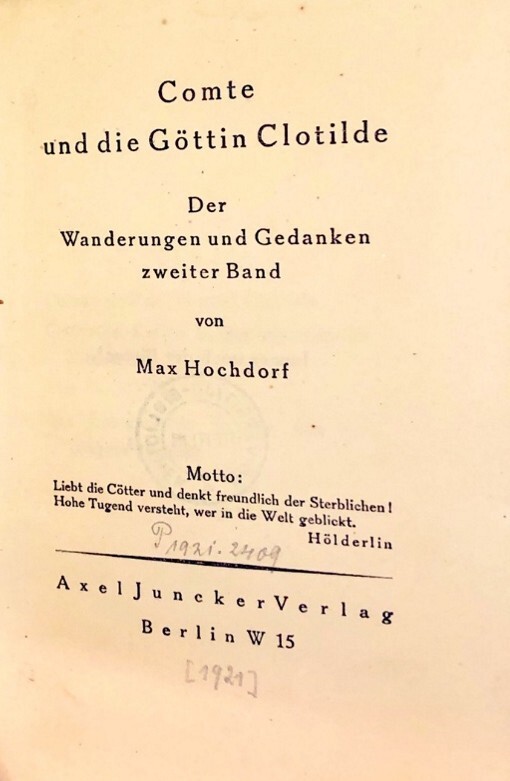 Comte
und die Göttin Clotilde
Der
Wanderungen und Gedanken
zweiter Band
von
Max Hochdorf
Motto:
Liebt die Götter und denkt freundlich der Sterblichen!
Hohe Tugend versteht, wer in die Welt geblickt.
Hölderlin
P 1921.2409
Axel Juncker Verlag
Berlin W 15
[1921]